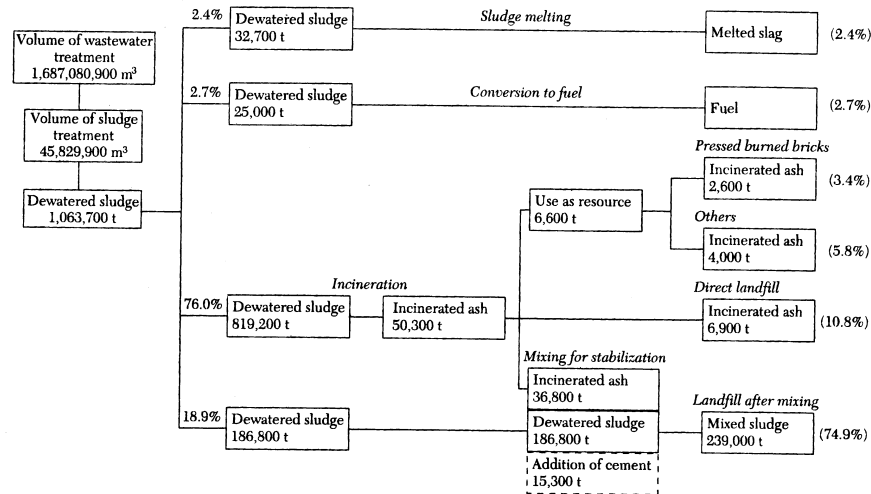 Volume of wastewater
treatment
1,687,080,900 m³
Volume of sludge
treatment
45,829,900 m³
Dewatered sludge
1,063,700 t
2.4%
Dewatered sludge
32,700 t
Sludge melting
Melted slag
(2.4%)
2.7%
Dewatered sludge
25,000 t
Conversion to fuel
Fuel
(2.7%)
76.0%
Dewatered sludge
819,200 t
Incineration
Incinerated ash
50,300 t
Use as resource
6,600 t
Pressed burned bricks
Incinerated ash
2,600 t
(3.4%)
Others
Incinerated ash
4,000 t
(5.8%)
Direct landfill
Incinerated ash
6,900 t
(10.8%)
Mixing for stabilization
Incinerated ash
36,800 t
18.9%
Dewatered sludge
186,800 t
Dewatered sludge
186,800 t
Addition of cement
15,300 t
Landfill after mixing
Mixed sludge
239,000 t
(74.9%)